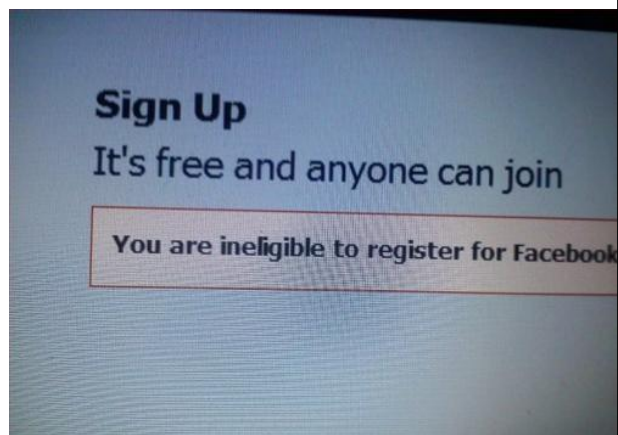 Sign Up
It's free and anyone can join
You are ineligible to register for Facebook